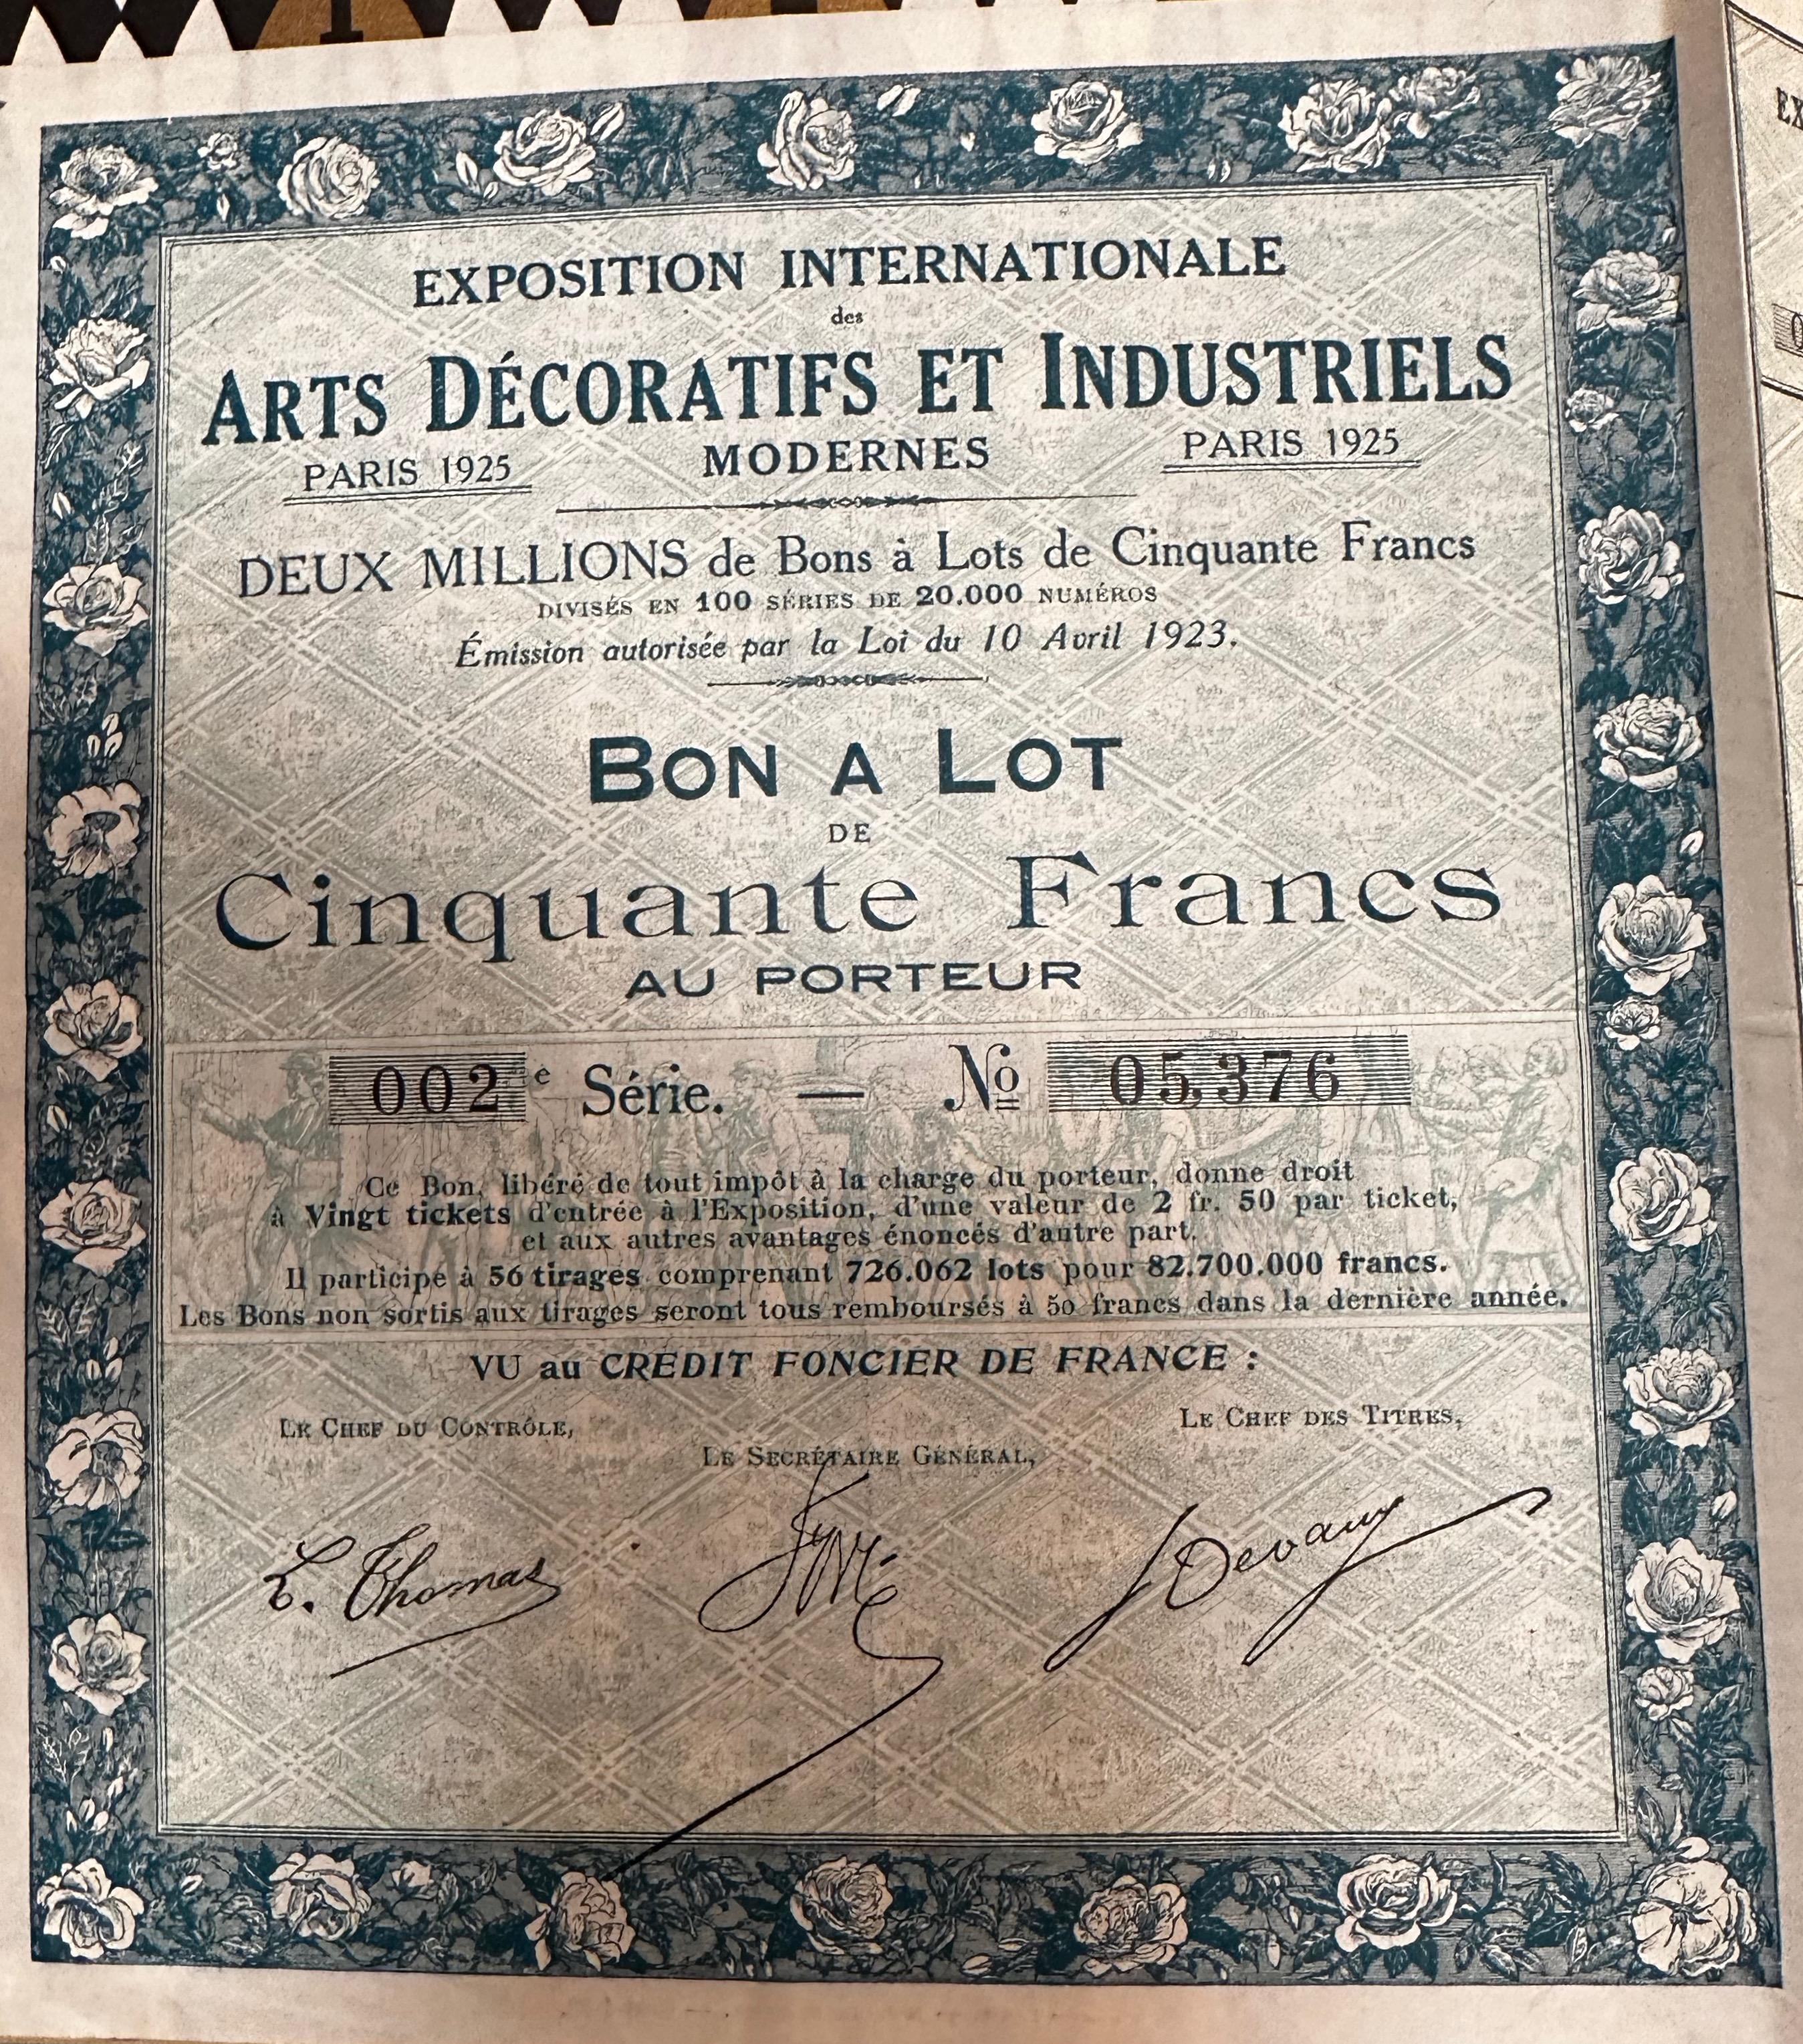 EXPOSITION INTERNATIONALE
des
ARTS DÉCORATIFS ET INDUSTRIELS
PARIS 1925 MODERNES PARIS 1925
DEUX MILLIONS de Bons à Lots de Cinquante Francs
DIVISÉS EN 100 SÉRIES DE 20.000 NUMÉROS
Émission autorisée par la Loi du 10 Avril 1923.
BON A LOT
DE
Cinquante Francs
AU PORTEUR
002e Série. — No 05,376
Ce Bon, libéré de tout impôt à la charge du porteur, donne droit
à Vingt tickets d'entrée à l'Exposition, d'une valeur de 2 fr. 50 par ticket,
et aux autres avantages énoncés d'autre part.
Il participe à 56 tirages comprenant 726.062 lots pour 82.700.000 francs.
Les Bons non sortis aux tirages seront tous remboursés à 50 francs dans la dernière année.
VU au CRÉDIT FONCIER DE FRANCE :
LE CHEF DU CONTRÔLE,
LE SECRÉTAIRE GÉNÉRAL,
LE CHEF DES TITRES,
L. Thomas
Devaux
EX
0